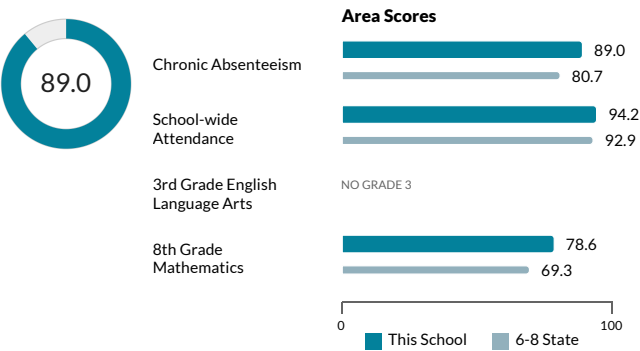 Area Scores
89.0
Chronic Absenteeism
89.0
80.7
School-wide
Attendance
94.2
92.9
3rd Grade English
Language Arts
NO GRADE 3
8th Grade
Mathematics
78.6
69.3
0
100
This School
6-8 State